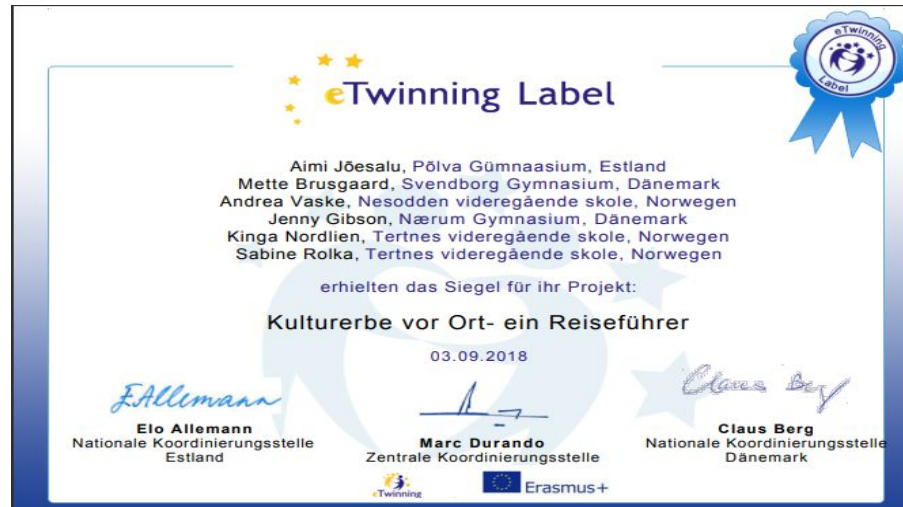 eTwinning Label
eTwinning
Label
Aimi Jõesalu, Põlva Gümnaasium, Estland
Mette Brusgaard, Svendborg Gymnasium, Dänemark
Andrea Vaske, Nesodden videregående skole, Norwegen
Jenny Gibson, Nærum Gymnasium, Dänemark
Kinga Nordlien, Tertnes videregående skole, Norwegen
Sabine Rolka, Tertnes videregående skole, Norwegen
erhielten das Siegel für ihr Projekt:
Kulturerbe vor Ort- ein Reiseführer
03.09.2018
EAllemann
Claus Berg
Elo Allemann
Nationale Koordinierungsstelle
Estland
Marc Durando
Zentrale Koordinierungsstelle
Claus Berg
Nationale Koordinierungsstelle
Dänemark
eTwinning
Erasmus+